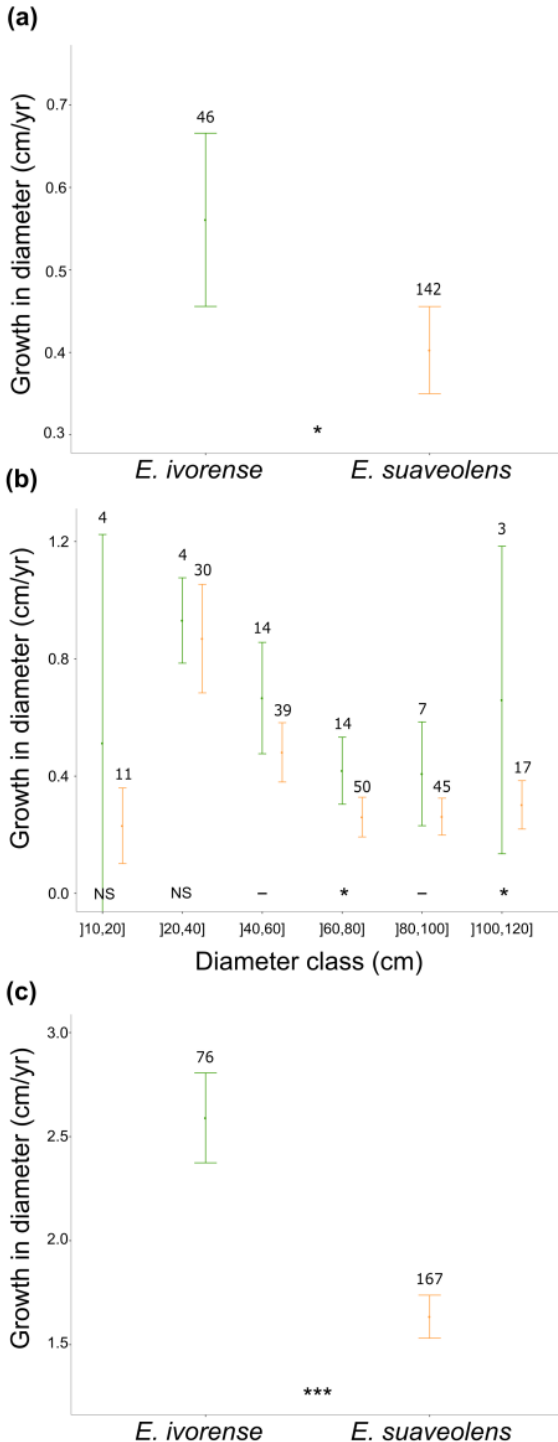 (a)
Growth in diameter (cm/yr)
0.7
0.6
0.5
0.4
0.3
46
142
*
E. ivorense E. suaveolens
(b)
Growth in diameter (cm/yr)
1.2
0.8
0.4
0.0
4 4 30 14 39 14 50 7 45 3 17
NS NS – * – *
]10,20] ]20,40] ]40,60] ]60,80] ]80,100] ]100,120]
Diameter class (cm)
(c)
Growth in diameter (cm/yr)
3.0
2.5
2.0
1.5
76
167
***
E. ivorense E. suaveolens